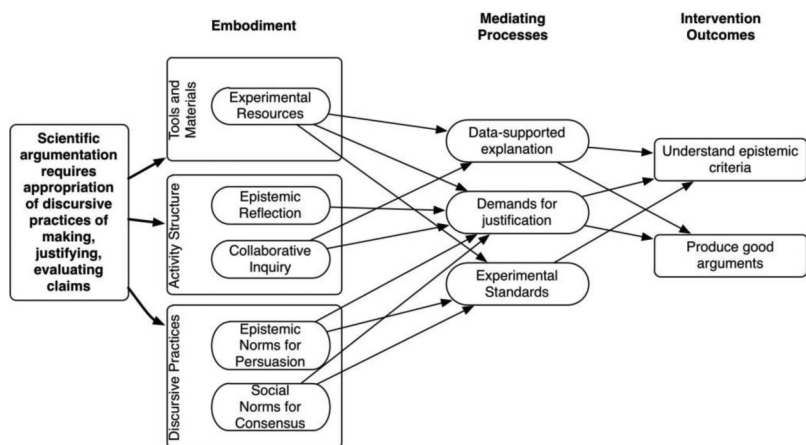 Embodiment
Mediating
Processes
Intervention
Outcomes
Scientific
argumentation
requires
appropriation
of discursive
practices of
making,
justifying,
evaluating
claims
Tools and
Materials
Experimental
Resources
Activity Structure
Epistemic
Reflection
Collaborative
Inquiry
Discursive Practices
Epistemic
Norms for
Persuasion
Social
Norms for
Consensus
Data-supported
explanation
Demands for
justification
Experimental
Standards
Understand epistemic
criteria
Produce good
arguments